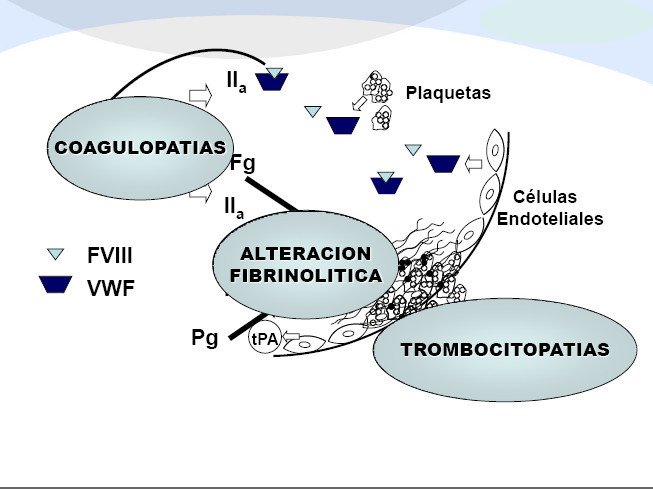 IIa
Plaquetas
COAGULOPATIAS
Fg
IIa
Células
Endoteliales
FVIII
VWF
ALTERACION
FIBRINOLITICA
Pg
tPA
TROMBOCITOPATIAS